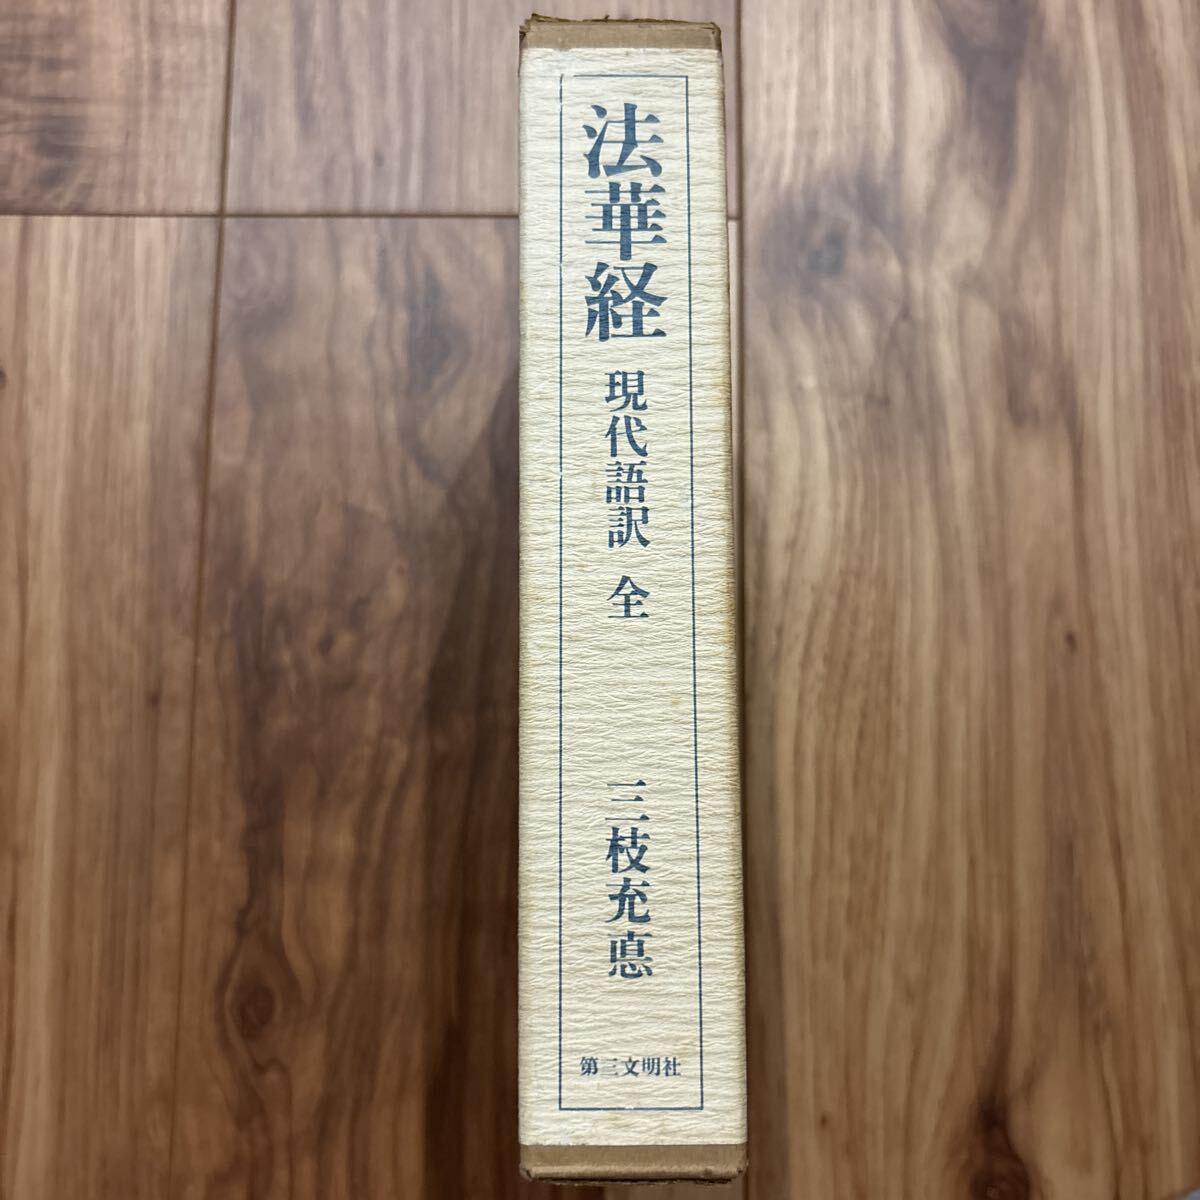 法華経
現代語訳 全
三枝充悳
第三文明社